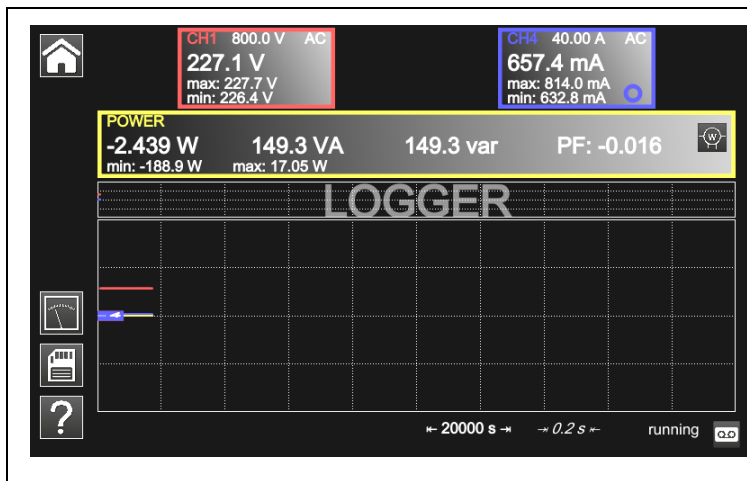 CH1 800.0 V AC
227.1 V
max: 227.7 V
min: 226.4 V
CH4 40.00 A AC
657.4 mA
max: 814.0 mA
min: 632.8 mA
POWER
-2.439 W 149.3 VA 149.3 var PF: -0.016
min: -188.9 W max: 17.05 W
W
LOGGER
?
20000 s 0.2 s running